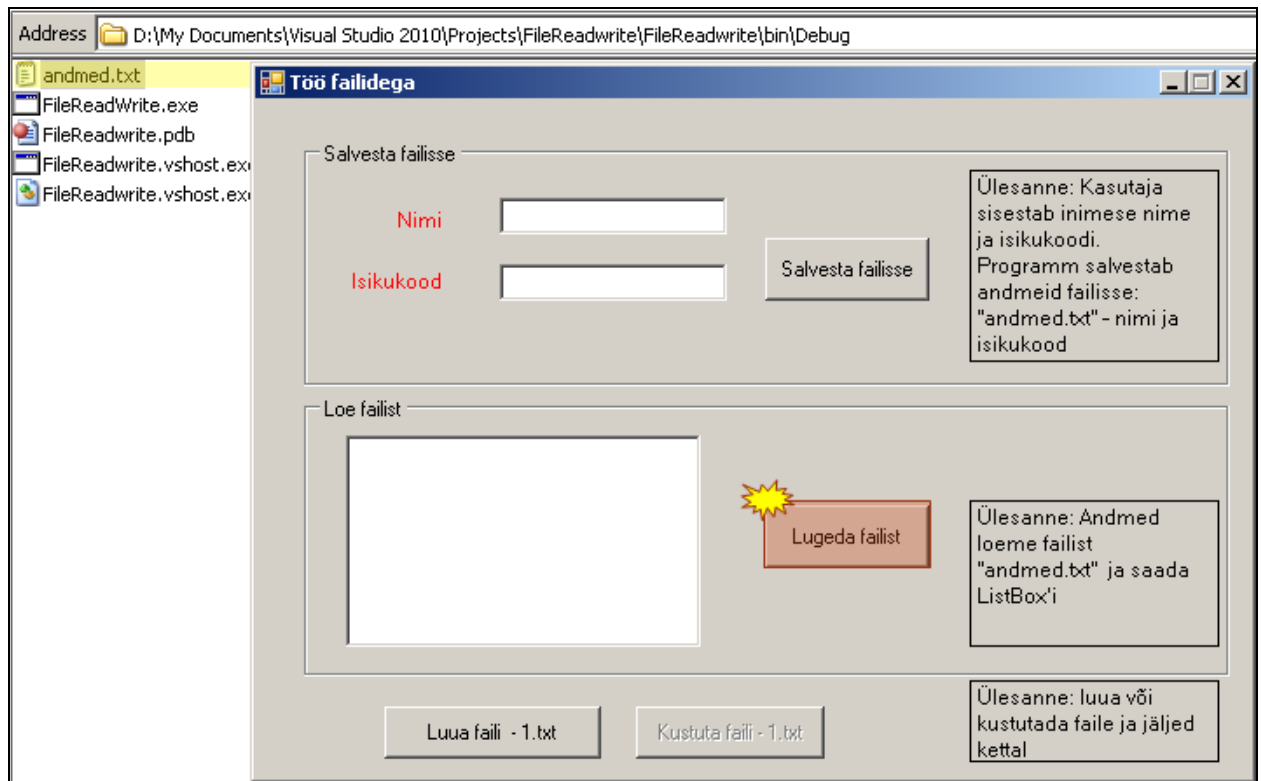 Address D:\My Documents\Visual Studio 2010\Projects\FileReadwrite\FileReadwrite\bin\Debug
andmed.txt
FileReadWrite.exe
FileReadwrite.pdb
FileReadwrite.vshost.exe
FileReadwrite.vshost.exe
Töö failidega
Salvesta failisse
Nimi
Isikukood
Salvesta failisse
Ülesanne: Kasutaja
sisestab inimese nime
ja isikukoodi.
Programm salvestab
andmeid failisse:
"andmed.txt" - nimi ja
isikukood
Loe failist
Lugeda failist
Ülesanne: Andmed
loeme failist
"andmed.txt" ja saada
ListBox'i
Luua faili - 1.txt
Kustuta faili - 1.txt
Ülesanne: luua või
kustutada faile ja jäljed
kettal